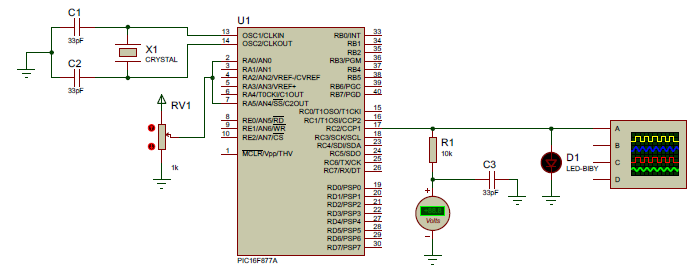 C1
33pF
C2
33pF
X1
CRYSTAL
RV1
1k
U1
13 OSC1/CLKIN
14 OSC2/CLKOUT
2 RA0/AN0
3 RA1/AN1
4 RA2/AN2/VREF-/CVREF
5 RA3/AN3/VREF+
6 RA4/T0CKI/C1OUT
7 RA5/AN4/SS/C2OUT
8 RE0/AN5/RD
9 RE1/AN6/WR
10 RE2/AN7/CS
1 MCLR/Vpp/THV
RB0/INT 33
RB1 34
RB2 35
RB3/PGM 36
RB4 37
RB5 38
RB6/PGC 39
RB7/PGD 40
RC0/T1OSO/T1CKI 15
RC1/T1OSI/CCP2 16
RC2/CCP1 17
RC3/SCK/SCL 18
RC4/SDI/SDA 23
RC5/SDO 24
RC6/TX/CK 25
RC7/RX/DT 26
RD0/PSP0 19
RD1/PSP1 20
RD2/PSP2 21
RD3/PSP3 22
RD4/PSP4 27
RD5/PSP5 28
RD6/PSP6 29
RD7/PSP7 30
PIC16F877A
R1
10k
C3
33pF
+
Volts
−
D1
LED-BIBY
A
B
C
D